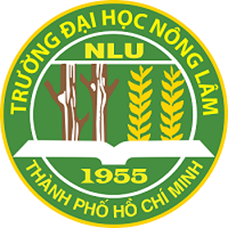 TRƯỜNG ĐẠI HỌC NÔNG LÂM
NLU
1955
THÀNH PHỐ HỒ CHÍ MINH